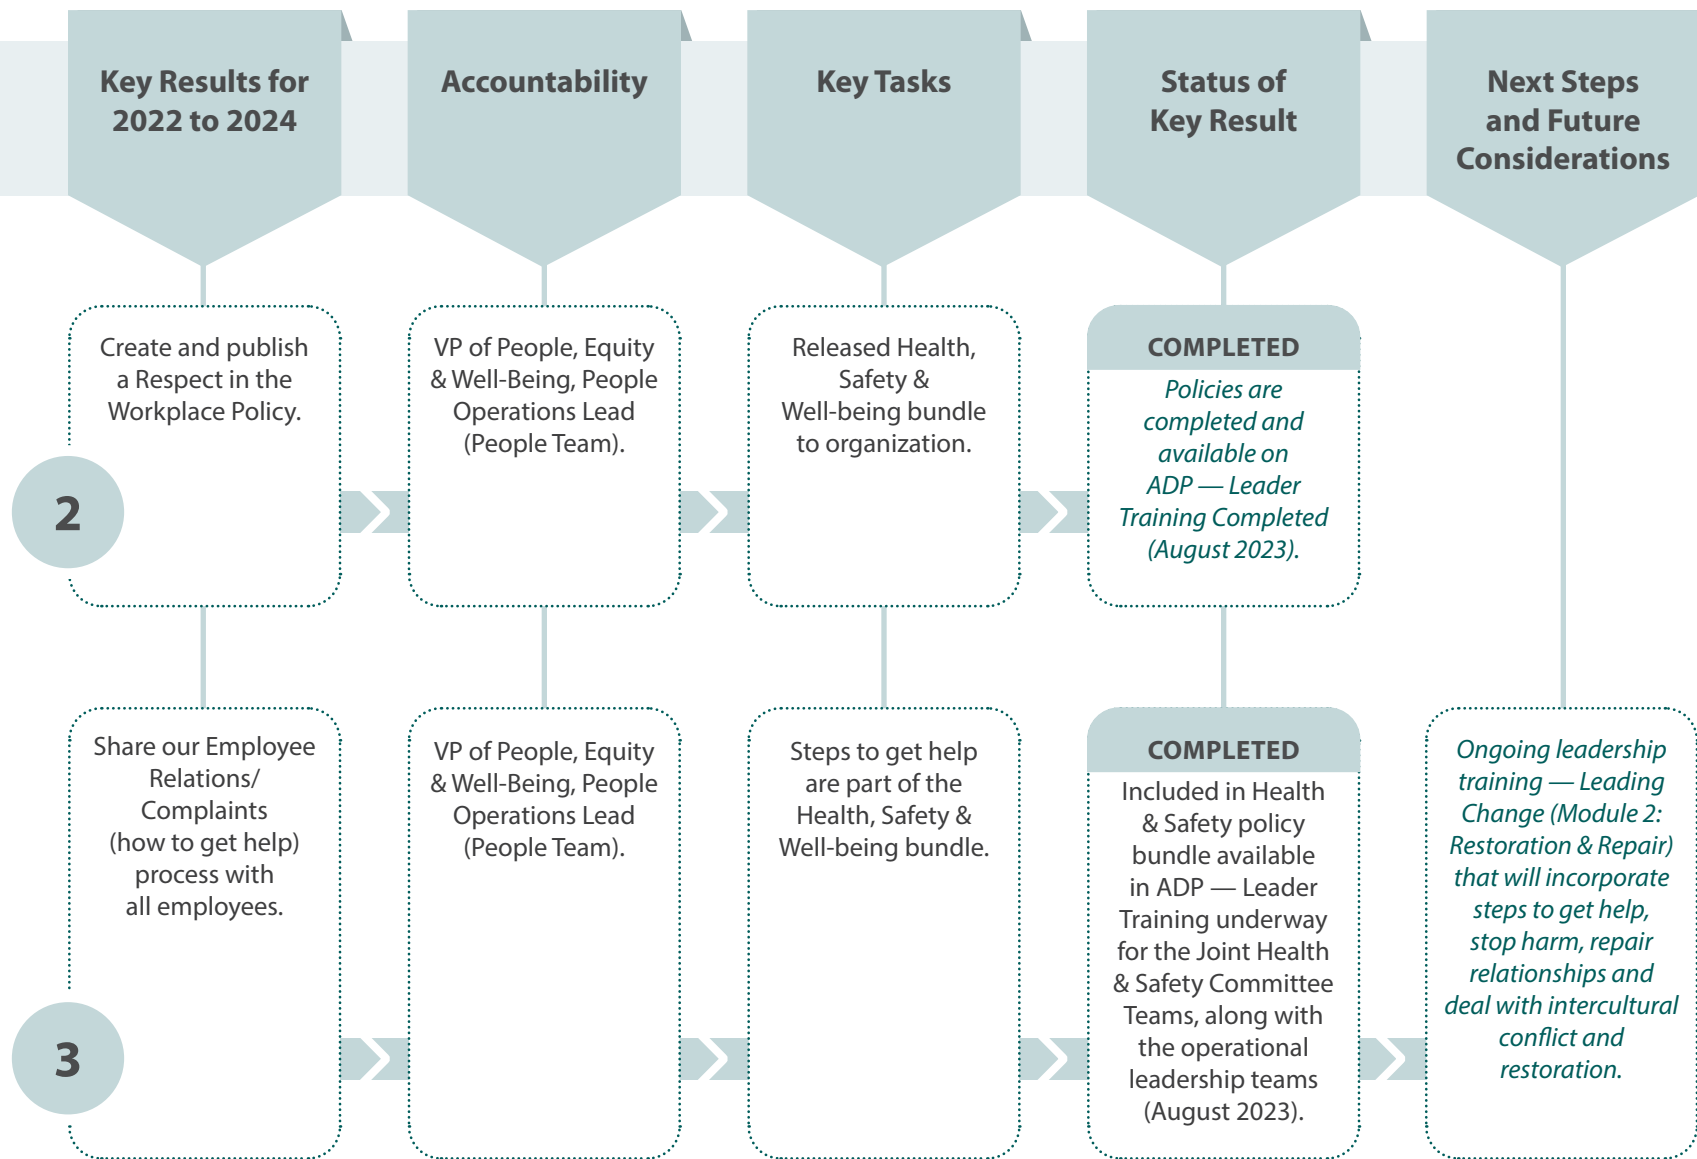 Key Results for
2022 to 2024
Accountability
Key Tasks
Status of
Key Result
Next Steps
and Future
Considerations
2
Create and publish
a Respect in the
Workplace Policy.
VP of People, Equity
& Well-Being, People
Operations Lead
(People Team).
Released Health,
Safety &
Well-being bundle
to organization.
COMPLETED
Policies are
completed and
available on
ADP — Leader
Training Completed
(August 2023).
3
Share our Employee
Relations/
Complaints
(how to get help)
process with
all employees.
VP of People, Equity
& Well-Being, People
Operations Lead
(People Team).
Steps to get help
are part of the
Health, Safety &
Well-being bundle.
COMPLETED
Included in Health
& Safety policy
bundle available
in ADP — Leader
Training underway
for the Joint Health
& Safety Committee
Teams, along with
the operational
leadership teams
(August 2023).
Ongoing leadership
training — Leading
Change (Module 2:
Restoration & Repair)
that will incorporate
steps to get help,
stop harm, repair
relationships and
deal with intercultural
conflict and
restoration.